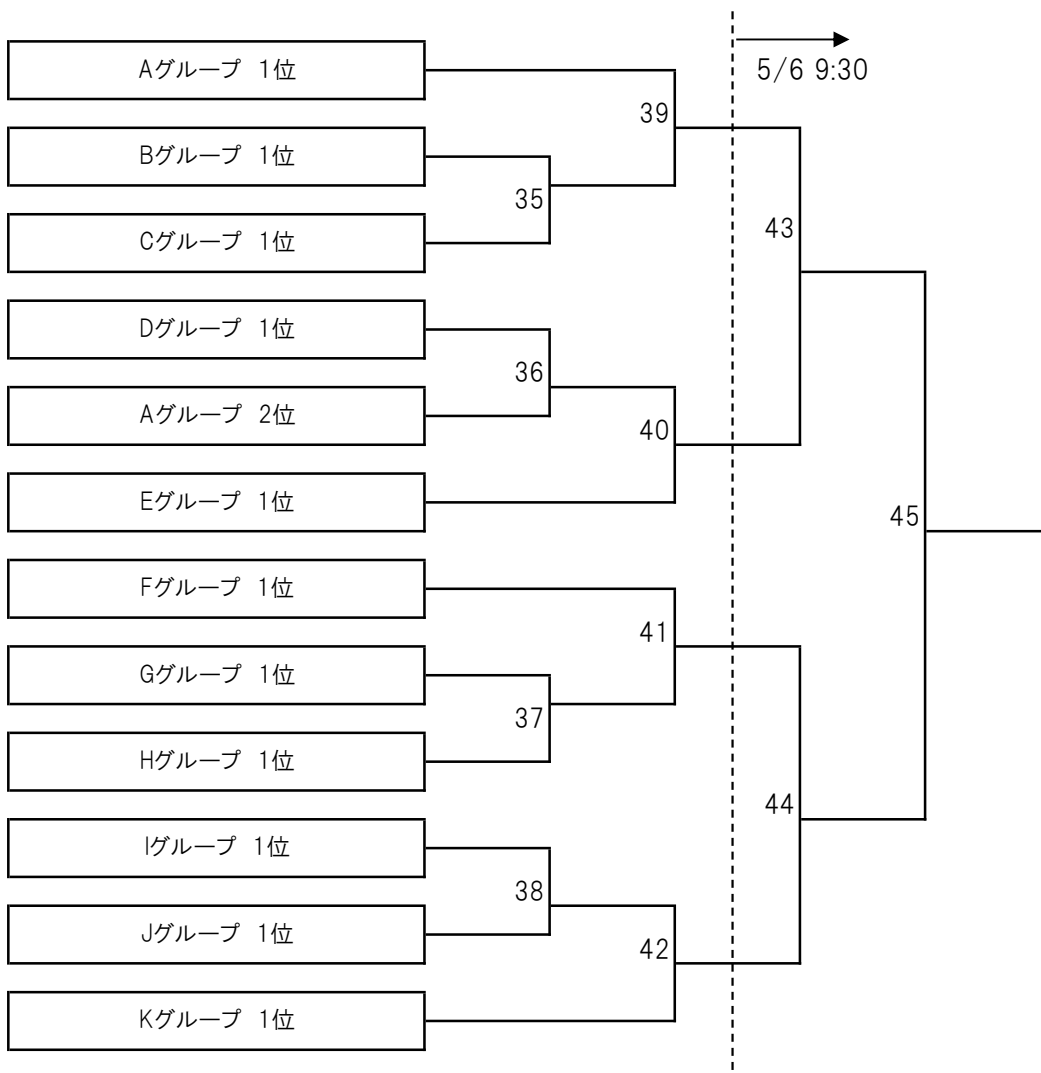 Aグループ 1位
5/6 9:30
39
Bグループ 1位
35
Cグループ 1位
43
Dグループ 1位
36
Aグループ 2位
40
Eグループ 1位
45
Fグループ 1位
41
Gグループ 1位
37
Hグループ 1位
44
Iグループ 1位
38
Jグループ 1位
42
Kグループ 1位